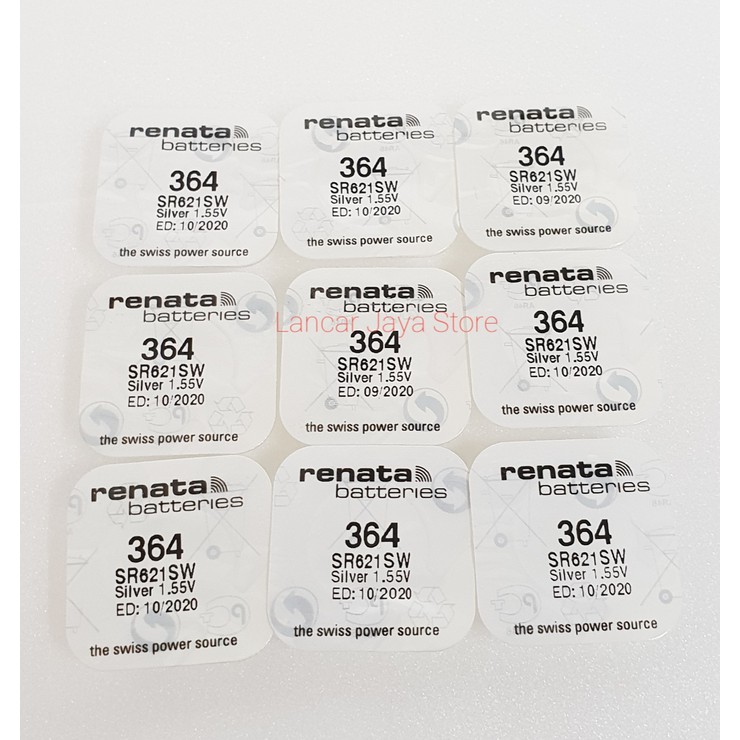 renata
batteries
364
SR621SW
Silver 1.55V
ED: 10/2020
the swiss power source
renata
batteries
364
SR621SW
Silver 1.55V
ED: 10/2020
the swiss power source
renata
batteries
364
SR621SW
Silver 1.55V
ED: 09/2020
the swiss power source
renata
batteries
364
SR621SW
Silver 1.55V
ED: 10/2020
the swiss power source
renata
batteries
Lancar Jaya Store
364
SR621SW
Silver 1.55V
ED: 09/2020
the swiss power source
renata
batteries
364
SR621SW
Silver 1.55V
ED: 10/2020
the swiss power source
renata
batteries
364
SR621SW
Silver 1.55V
ED: 10/2020
the swiss power source
renata
batteries
364
SR621SW
Silver 1.55V
ED: 10/2020
the swiss power source
renata
batteries
364
SR621SW
Silver 1.55V
ED: 10/2020
the swiss power source